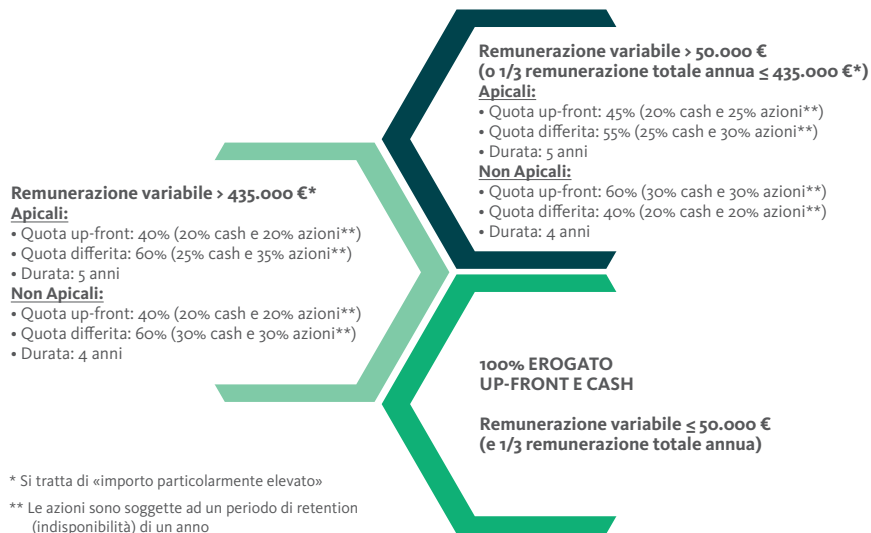 Remunerazione variabile > 50.000 €
(o 1/3 remunerazione totale annua ≤ 435.000 €*)
Apicali:
• Quota up-front: 45% (20% cash e 25% azioni**)
• Quota differita: 55% (25% cash e 30% azioni**)
• Durata: 5 anni
Non Apicali:
• Quota up-front: 60% (30% cash e 30% azioni**)
• Quota differita: 40% (20% cash e 20% azioni**)
• Durata: 4 anni
Remunerazione variabile > 435.000 €*
Apicali:
• Quota up-front: 40% (20% cash e 20% azioni**)
• Quota differita: 60% (25% cash e 35% azioni**)
• Durata: 5 anni
Non Apicali:
• Quota up-front: 40% (20% cash e 20% azioni**)
• Quota differita: 60% (30% cash e 30% azioni**)
• Durata: 4 anni
100% EROGATO
UP-FRONT E CASH
Remunerazione variabile ≤ 50.000 €
(e 1/3 remunerazione totale annua)
* Si tratta di «importo particolarmente elevato»
** Le azioni sono soggette ad un periodo di retention
(indisponibilità) di un anno